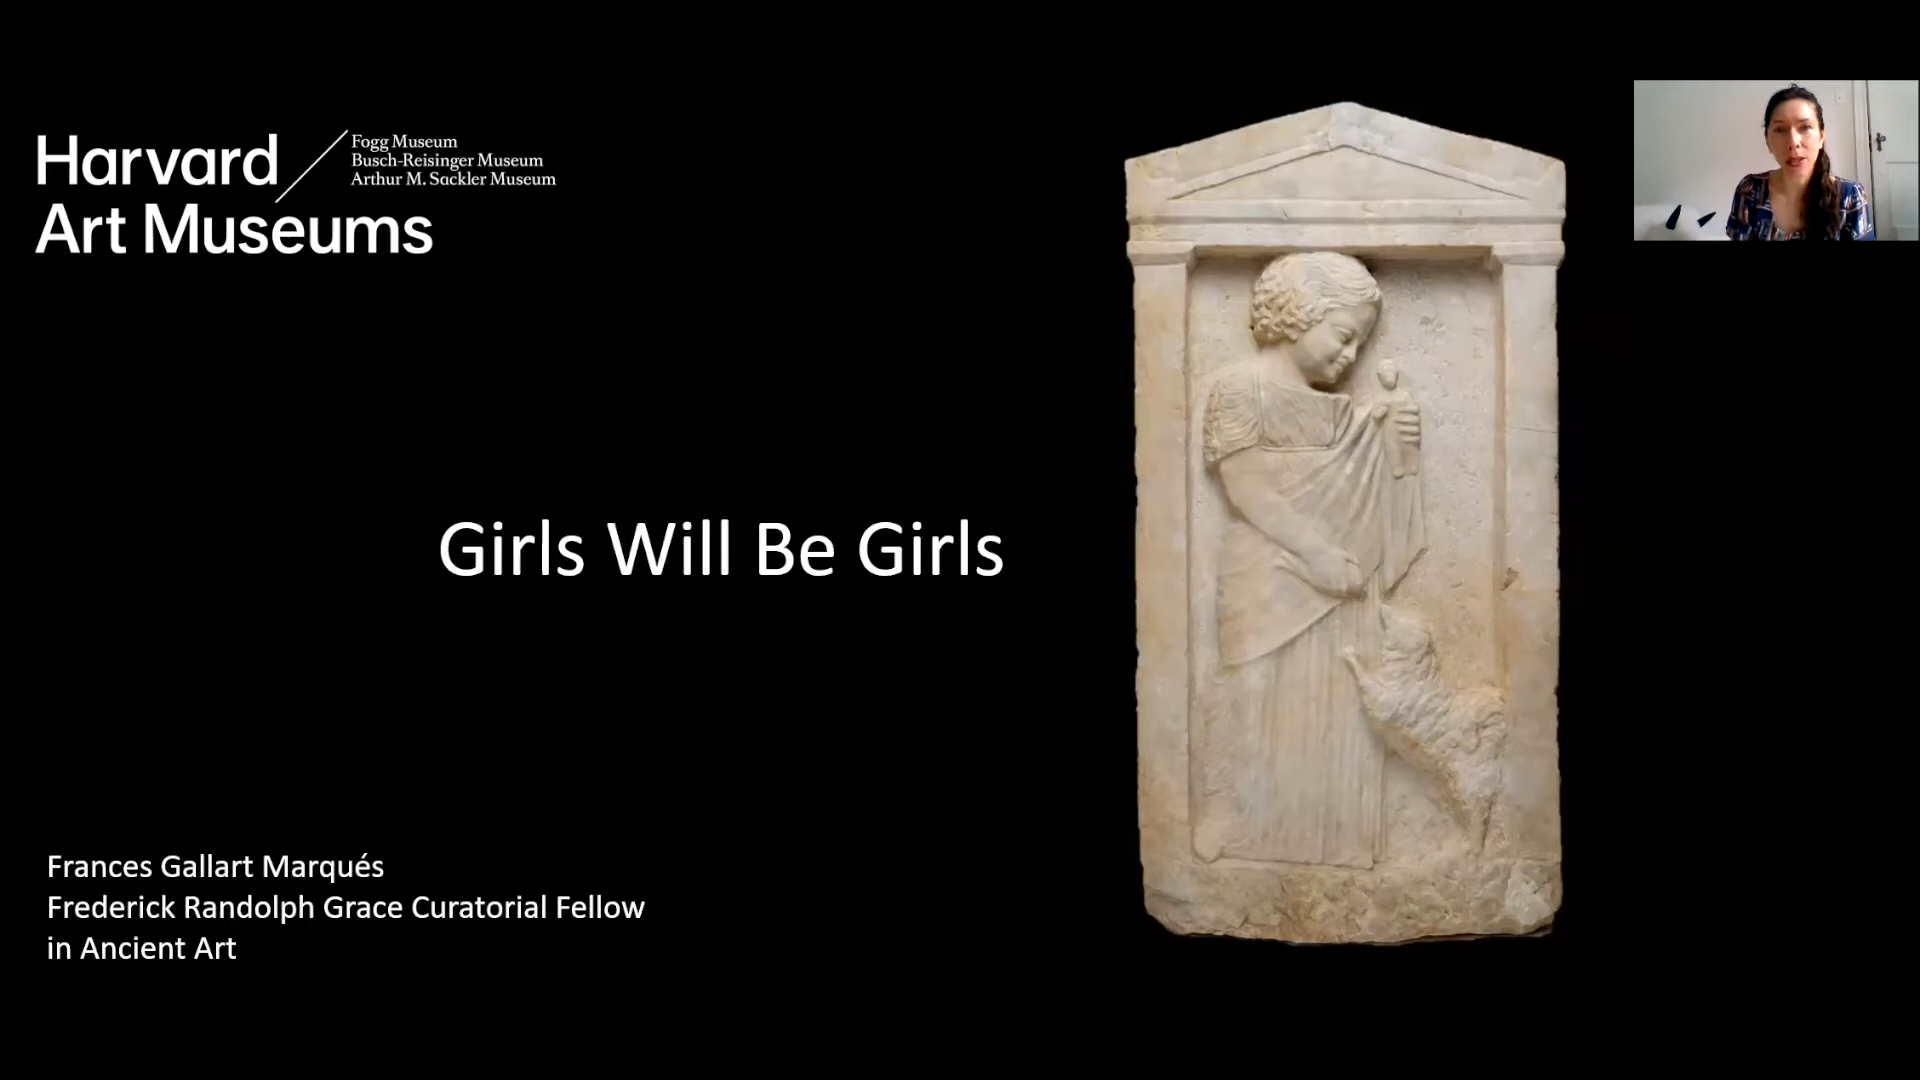 Harvard
Art Museums
Fogg Museum
Busch-Reisinger Museum
Arthur M. Sackler Museum
Girls Will Be Girls
Frances Gallart Marqués
Frederick Randolph Grace Curatorial Fellow
in Ancient Art